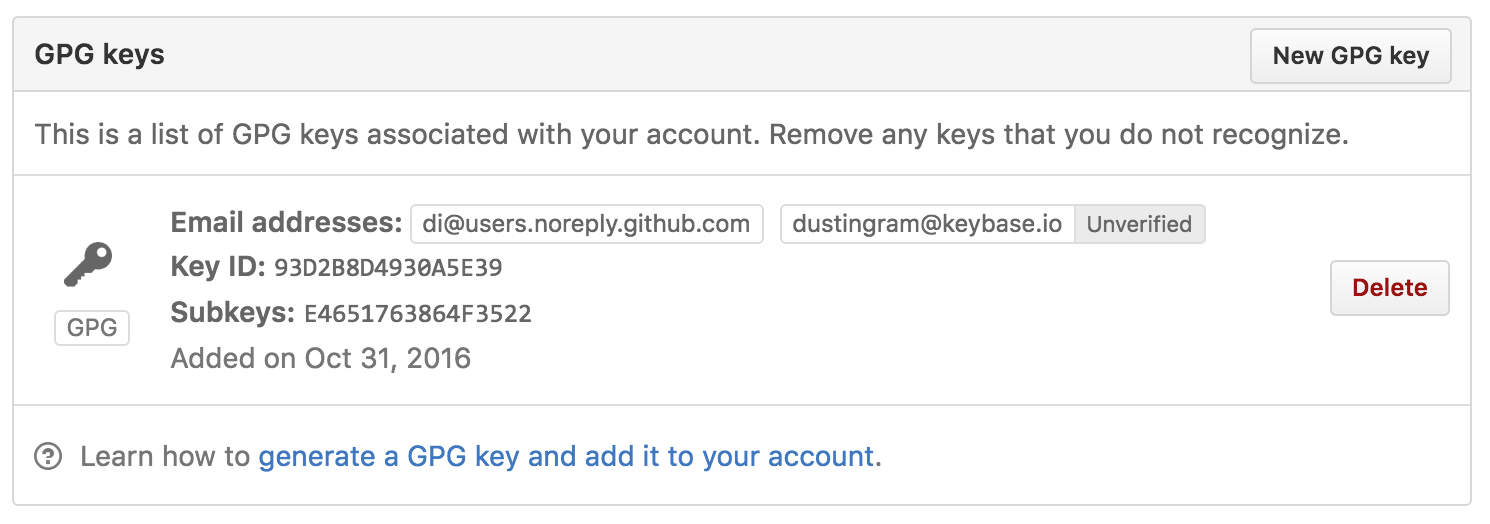 GPG keys
New GPG key
This is a list of GPG keys associated with your account. Remove any keys that you do not recognize.
Email addresses: di@users.noreply.github.com dustingram@keybase.io Unverified
Key ID: 93D2B8D4930A5E39
Subkeys: E4651763864F3522
Added on Oct 31, 2016
GPG
Delete
Learn how to generate a GPG key and add it to your account.